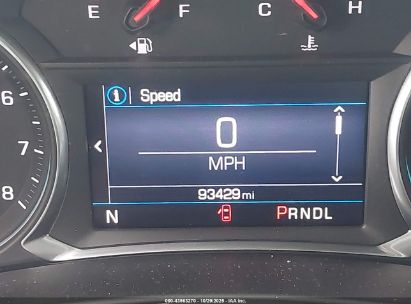 E F C H
6
7
8
i Speed
0
MPH
93429 mi
N PRNDL